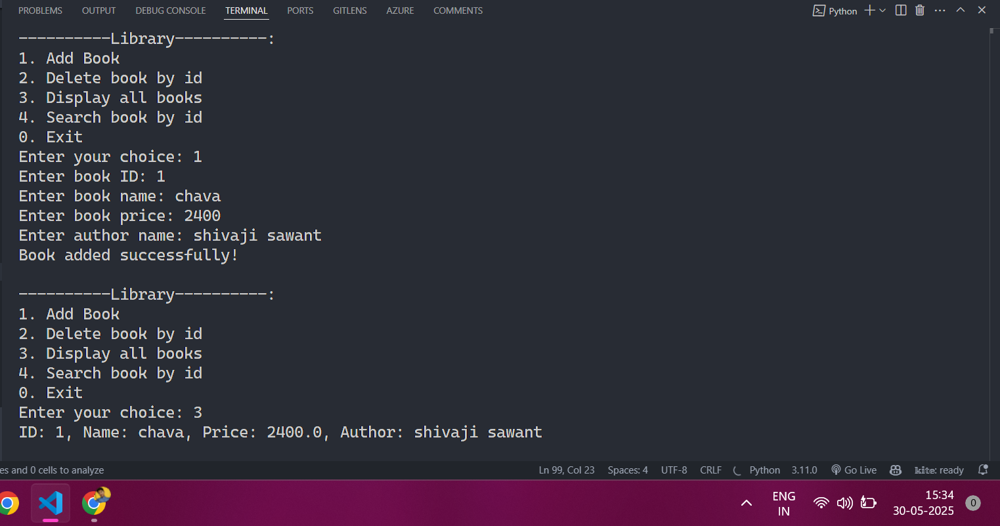 PROBLEMS OUTPUT DEBUG CONSOLE TERMINAL PORTS GITLENS AZURE COMMENTS Python
----------Library----------:
1. Add Book
2. Delete book by id
3. Display all books
4. Search book by id
0. Exit
Enter your choice: 1
Enter book ID: 1
Enter book name: chava
Enter book price: 2400
Enter author name: shivaji sawant
Book added successfully!
----------Library----------:
1. Add Book
2. Delete book by id
3. Display all books
4. Search book by id
0. Exit
Enter your choice: 3
ID: 1, Name: chava, Price: 2400.0, Author: shivaji sawant
es and 0 cells to analyze Ln 99, Col 23 Spaces: 4 UTF-8 CRLF Python 3.11.0 Go Live kite: ready
ENG 15:34
IN 30-05-2025 0